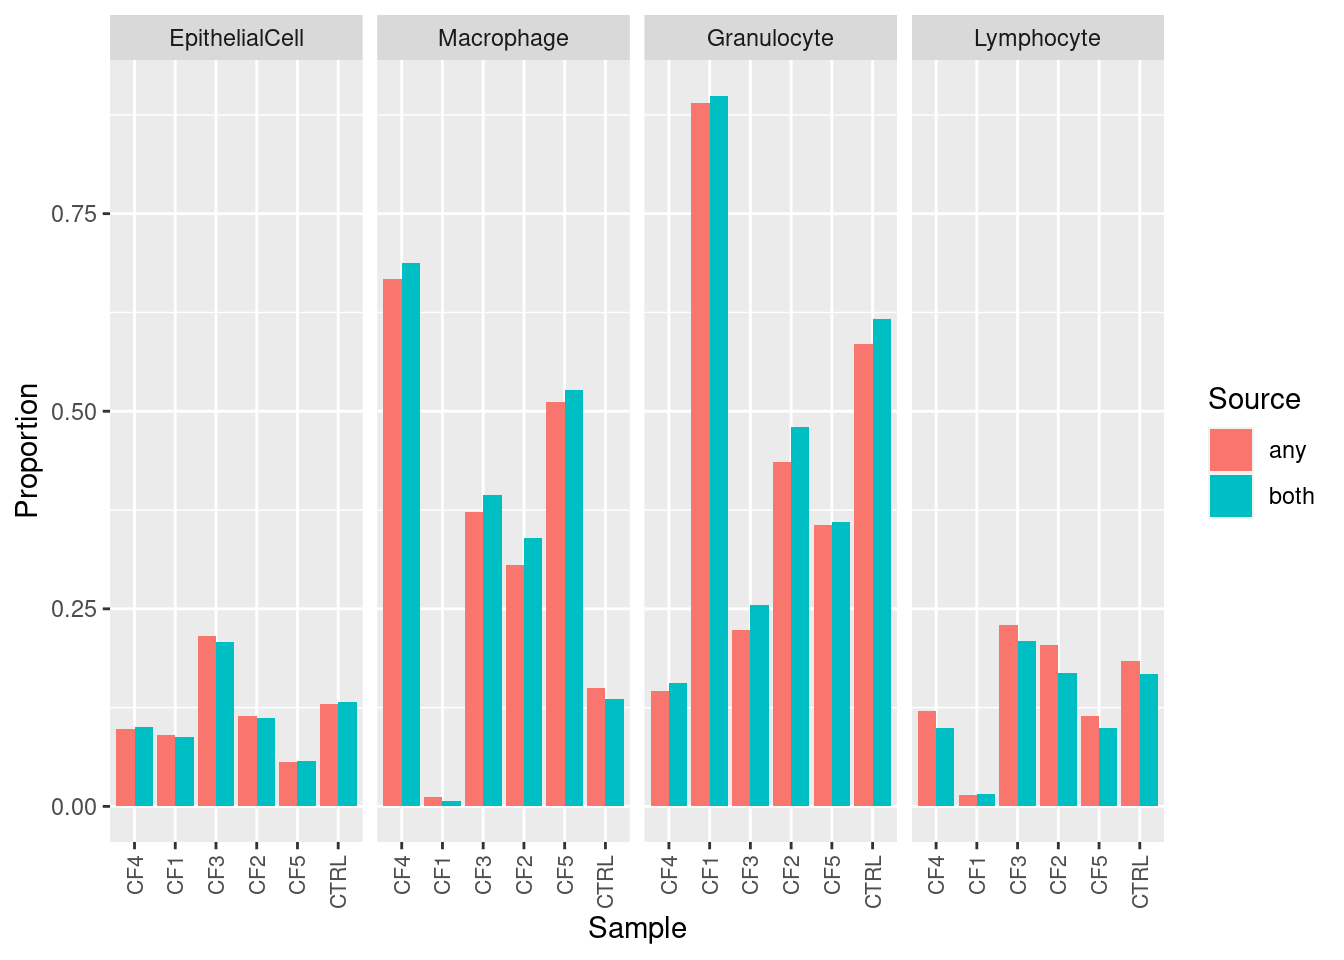 EpithelialCell Macrophage Granulocyte Lymphocyte
0.75
0.50
0.25
0.00
Proportion
CF4 CF1 CF3 CF2 CF5 CTRL CF4 CF1 CF3 CF2 CF5 CTRL CF4 CF1 CF3 CF2 CF5 CTRL CF4 CF1 CF3 CF2 CF5 CTRL
Sample
Source
any
both